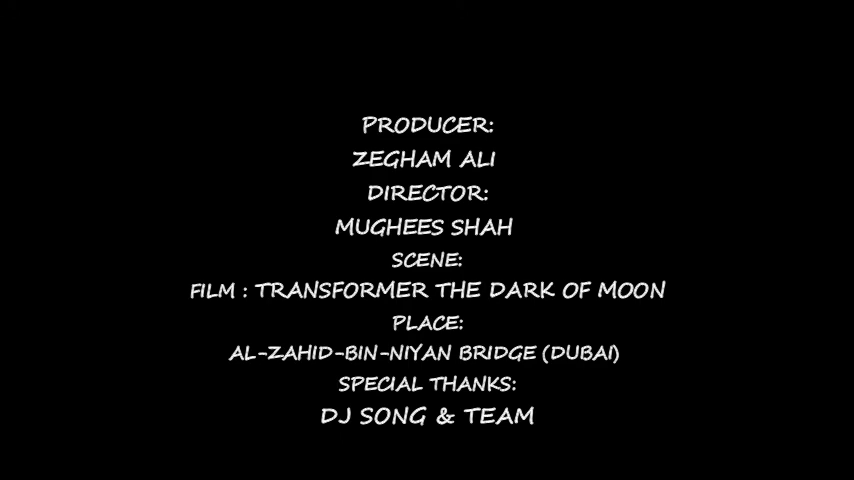 PRODUCER:
ZEGHAM ALI
DIRECTOR:
MUGHEES SHAH
SCENE:
FILM : TRANSFORMER THE DARK OF MOON
PLACE:
AL-ZAHID-BIN-NIYAN BRIDGE (DUBAI)
SPECIAL THANKS:
DJ SONG & TEAM